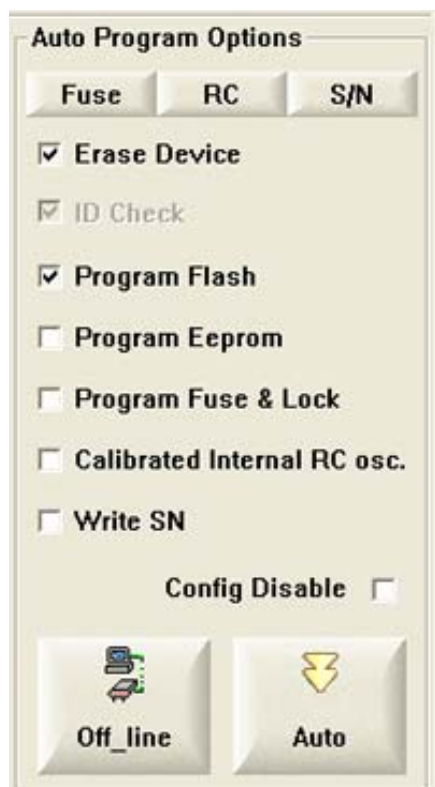 Auto Program Options
Fuse RC S/N
Erase Device
ID Check
Program Flash
Program Eeprom
Program Fuse & Lock
Calibrated Internal RC osc.
Write SN
Config Disable
Off_line Auto